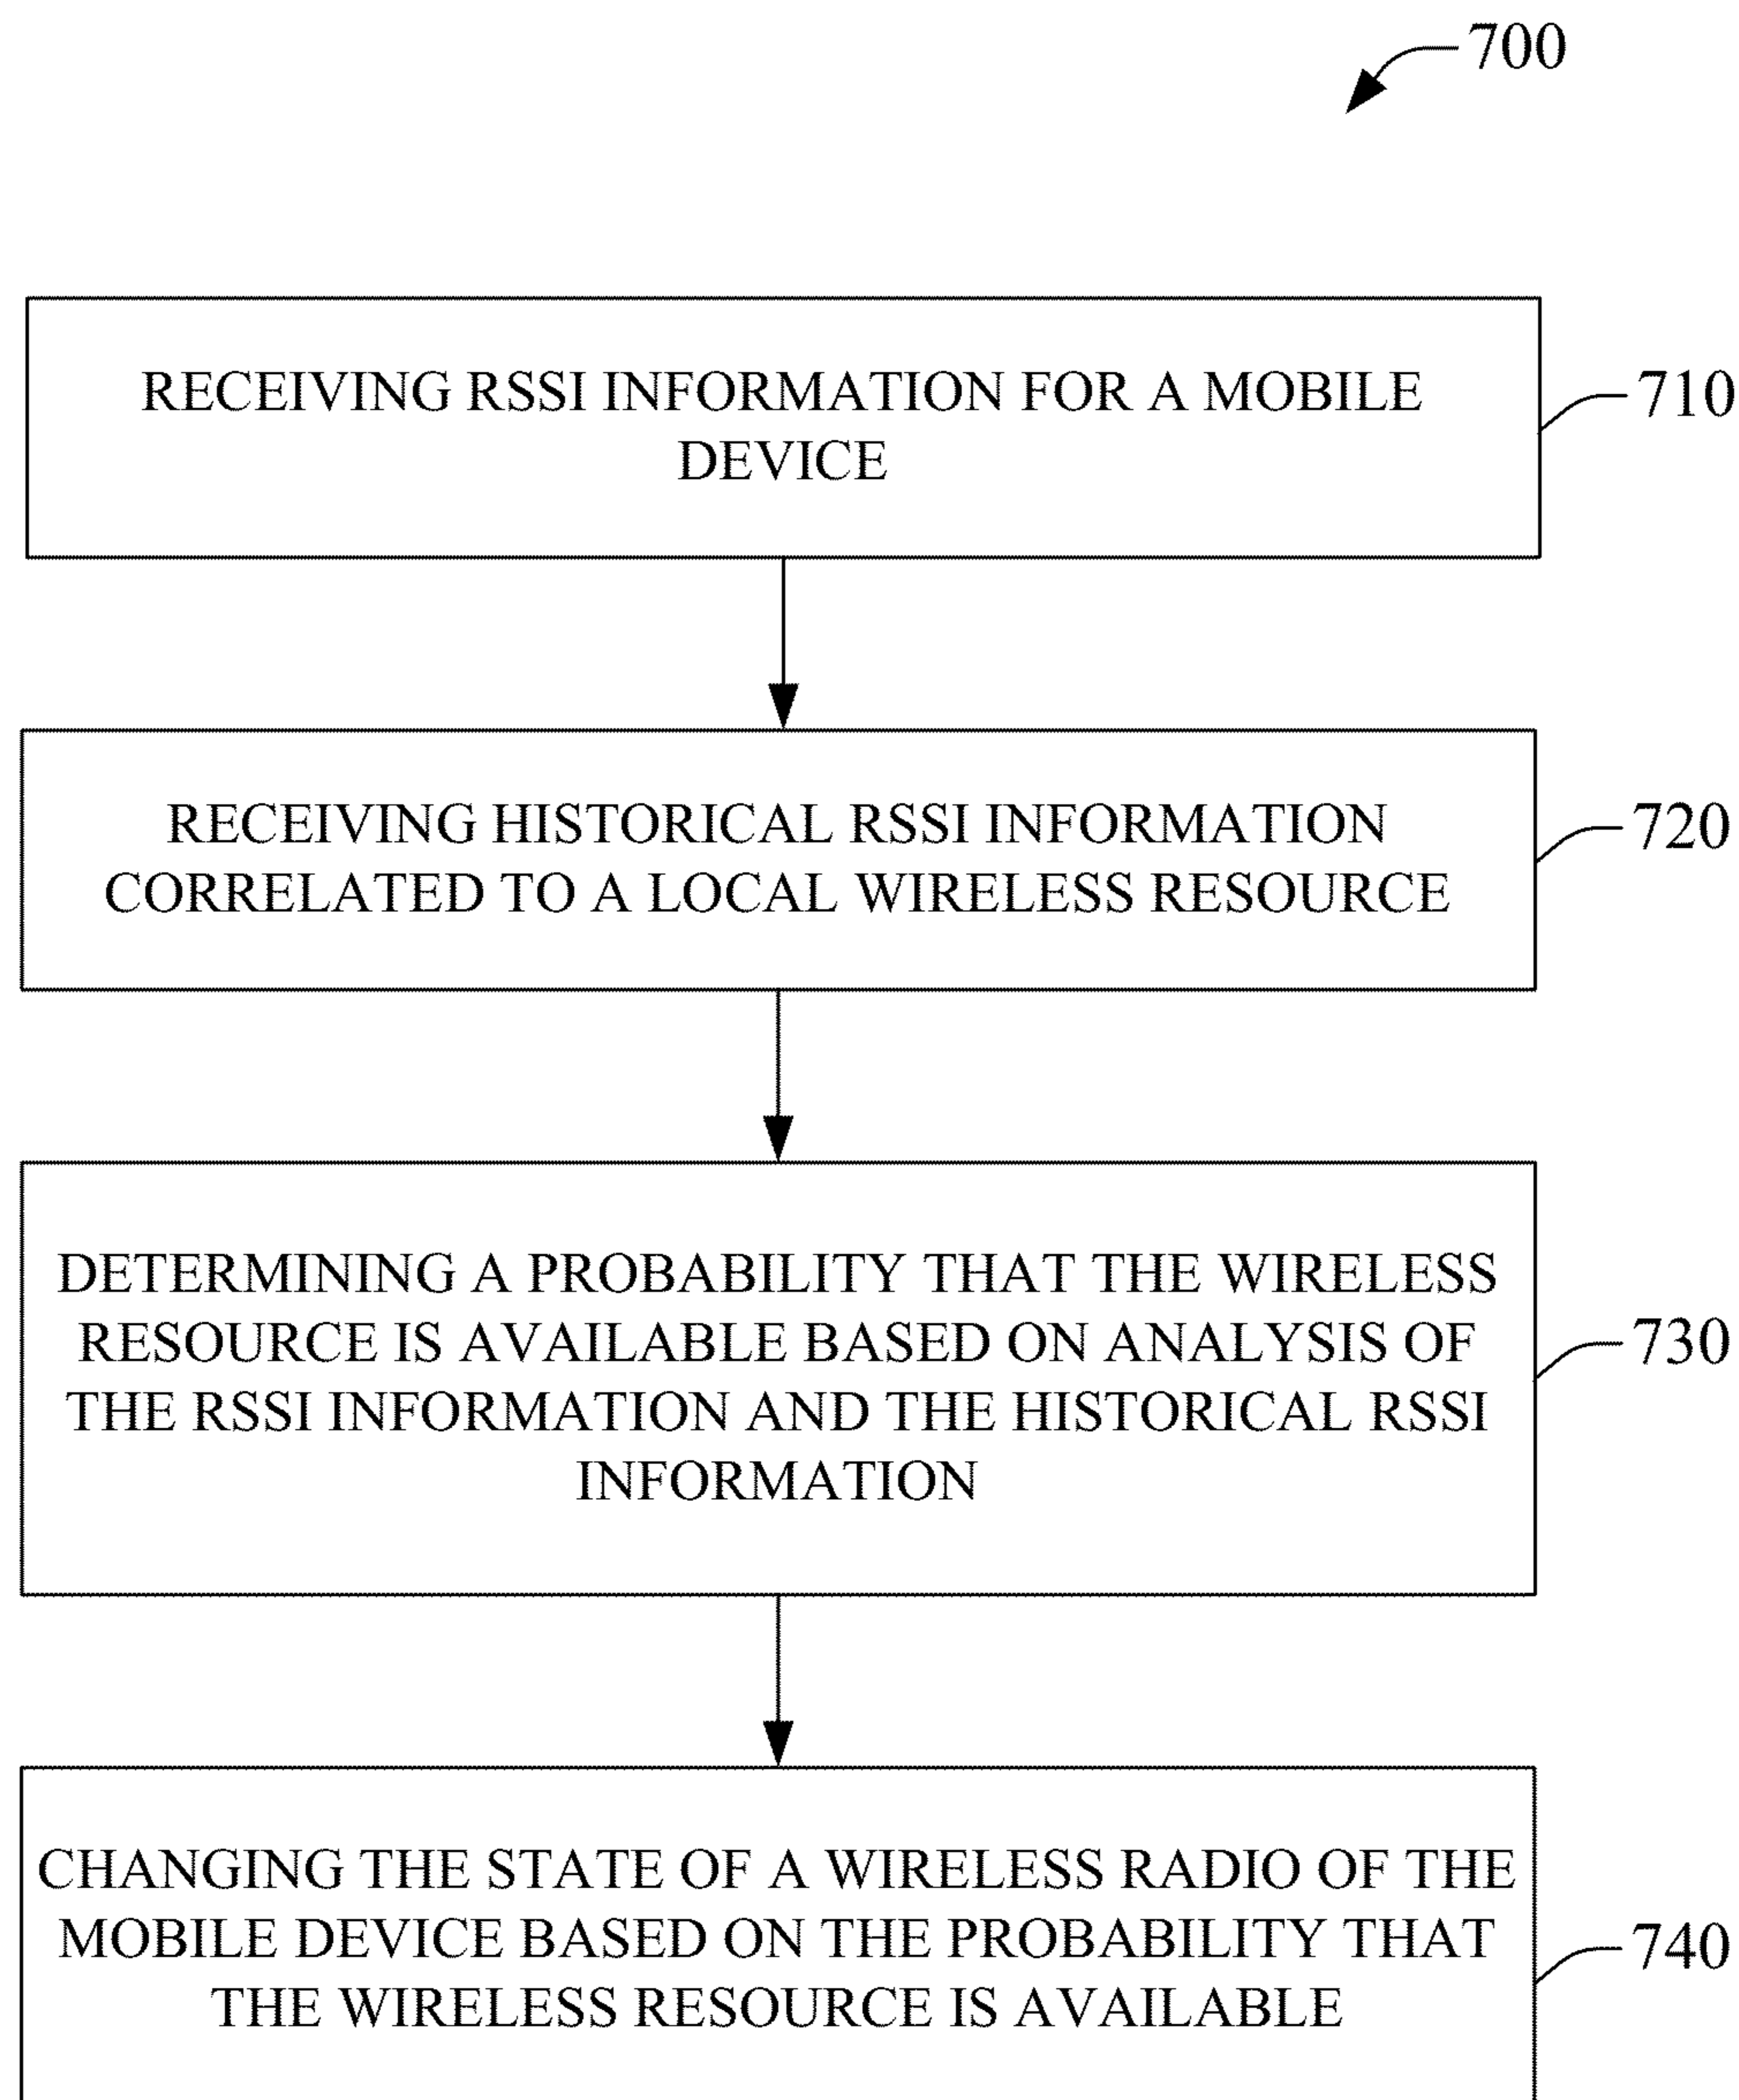 700
RECEIVING RSSI INFORMATION FOR A MOBILE
DEVICE
710
RECEIVING HISTORICAL RSSI INFORMATION
CORRELATED TO A LOCAL WIRELESS RESOURCE
720
DETERMINING A PROBABILITY THAT THE WIRELESS
RESOURCE IS AVAILABLE BASED ON ANALYSIS OF
THE RSSI INFORMATION AND THE HISTORICAL RSSI
INFORMATION
730
CHANGING THE STATE OF A WIRELESS RADIO OF THE
MOBILE DEVICE BASED ON THE PROBABILITY THAT
THE WIRELESS RESOURCE IS AVAILABLE
740